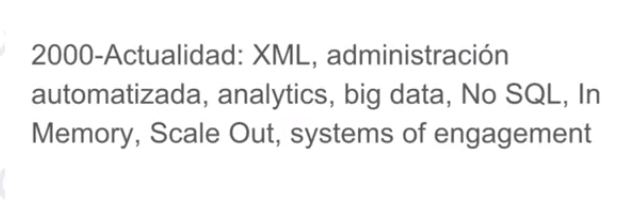 2000-Actualidad: XML, administración
automatizada, analytics, big data, No SQL, In
Memory, Scale Out, systems of engagement